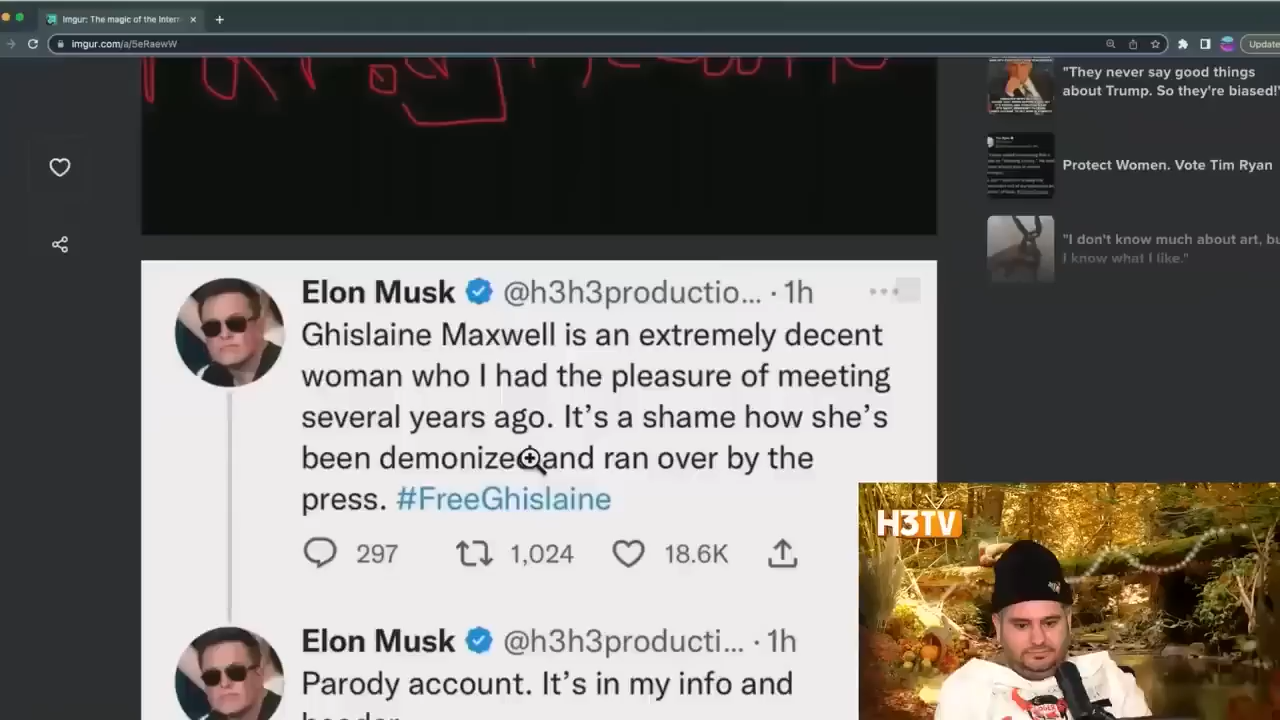 Imgur: The magic of the Intern
imgur.com/a/5eRaewW
Update
"They never say good things
about Trump. So they're biased!"
Protect Women. Vote Tim Ryan
"I don't know much about art, bu
I know what I like."
Elon Musk @h3h3productio... · 1h
Ghislaine Maxwell is an extremely decent
woman who I had the pleasure of meeting
several years ago. It's a shame how she's
been demonized and ran over by the
press. #FreeGhislaine
297 1,024 18.6K
Elon Musk @h3h3producti... · 1h
Parody account. It's in my info and
H3TV